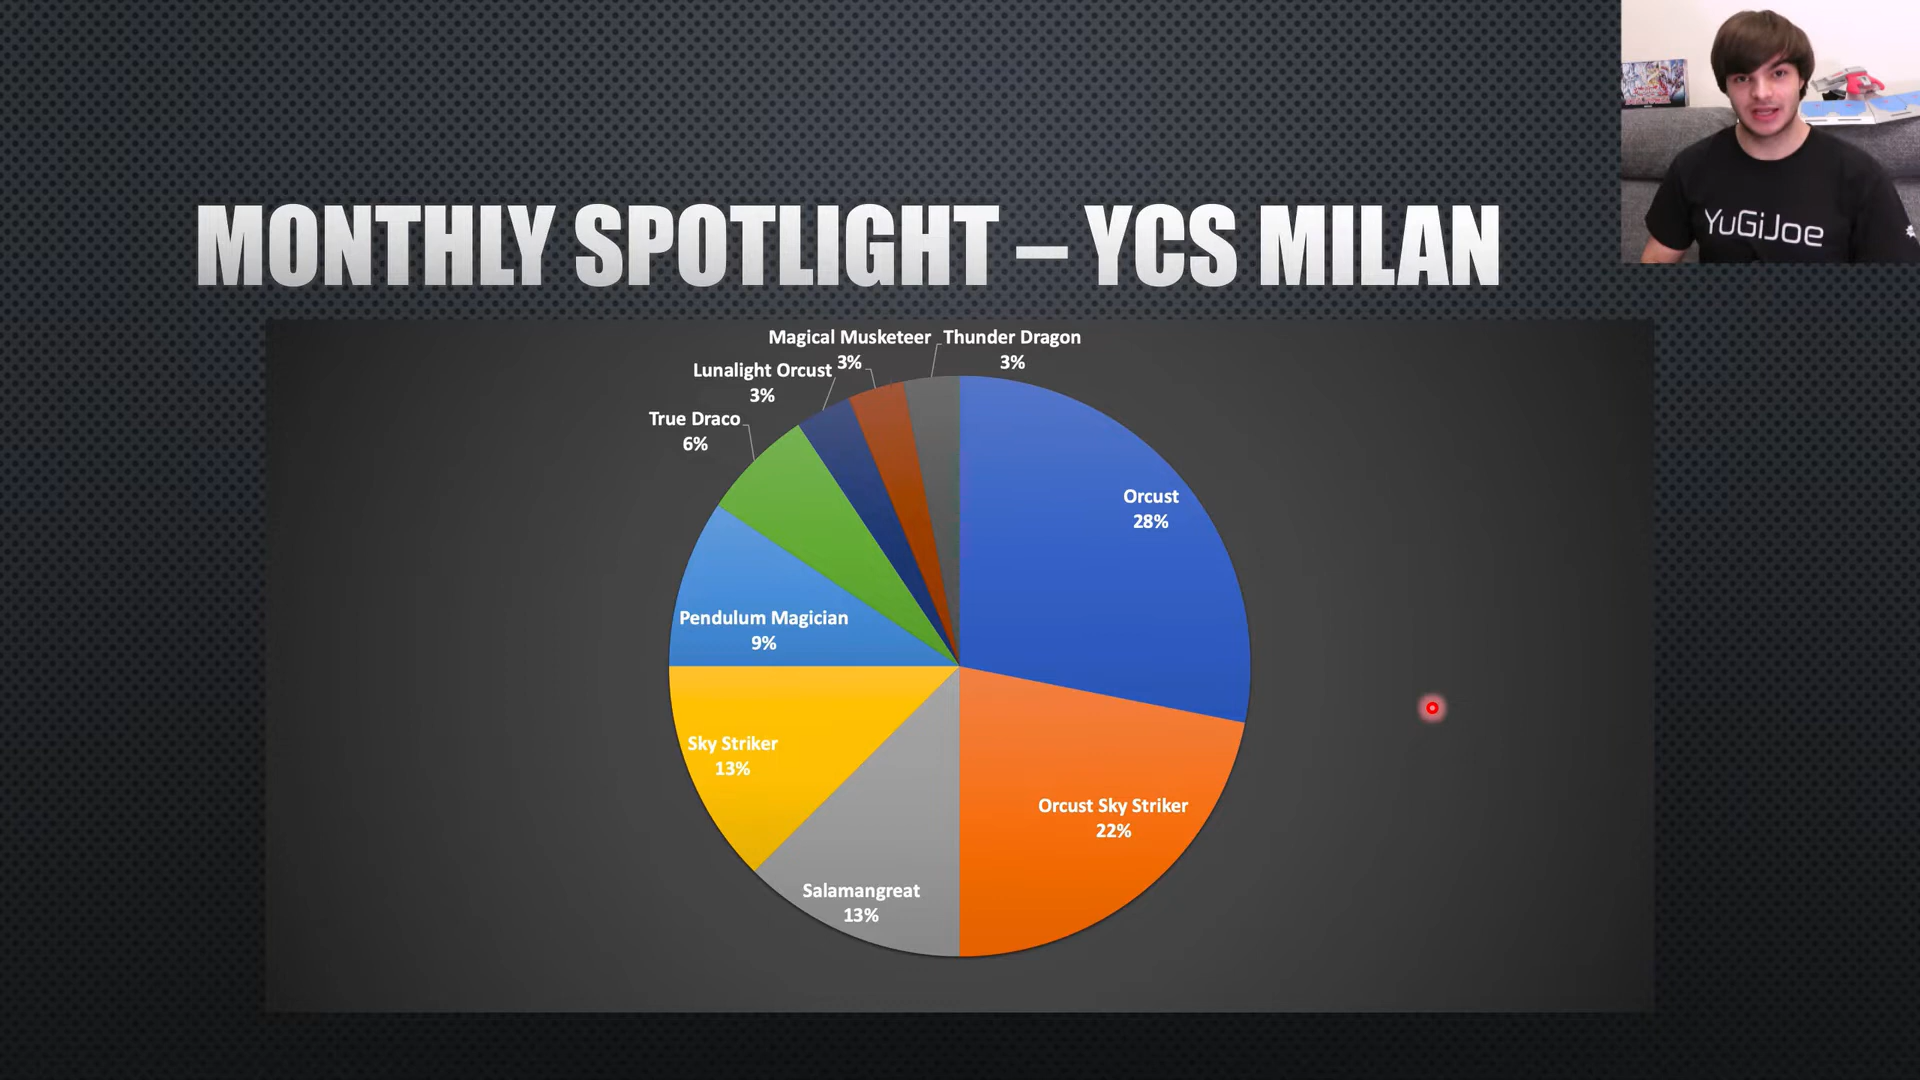 MONTHLY SPOTLIGHT – YCS MILAN
YuGiJoe
Magical Musketeer
3%
Thunder Dragon
3%
Lunalight Orcust
3%
True Draco
6%
Orcust
28%
Pendulum Magician
9%
Sky Striker
13%
Orcust Sky Striker
22%
Salamangreat
13%